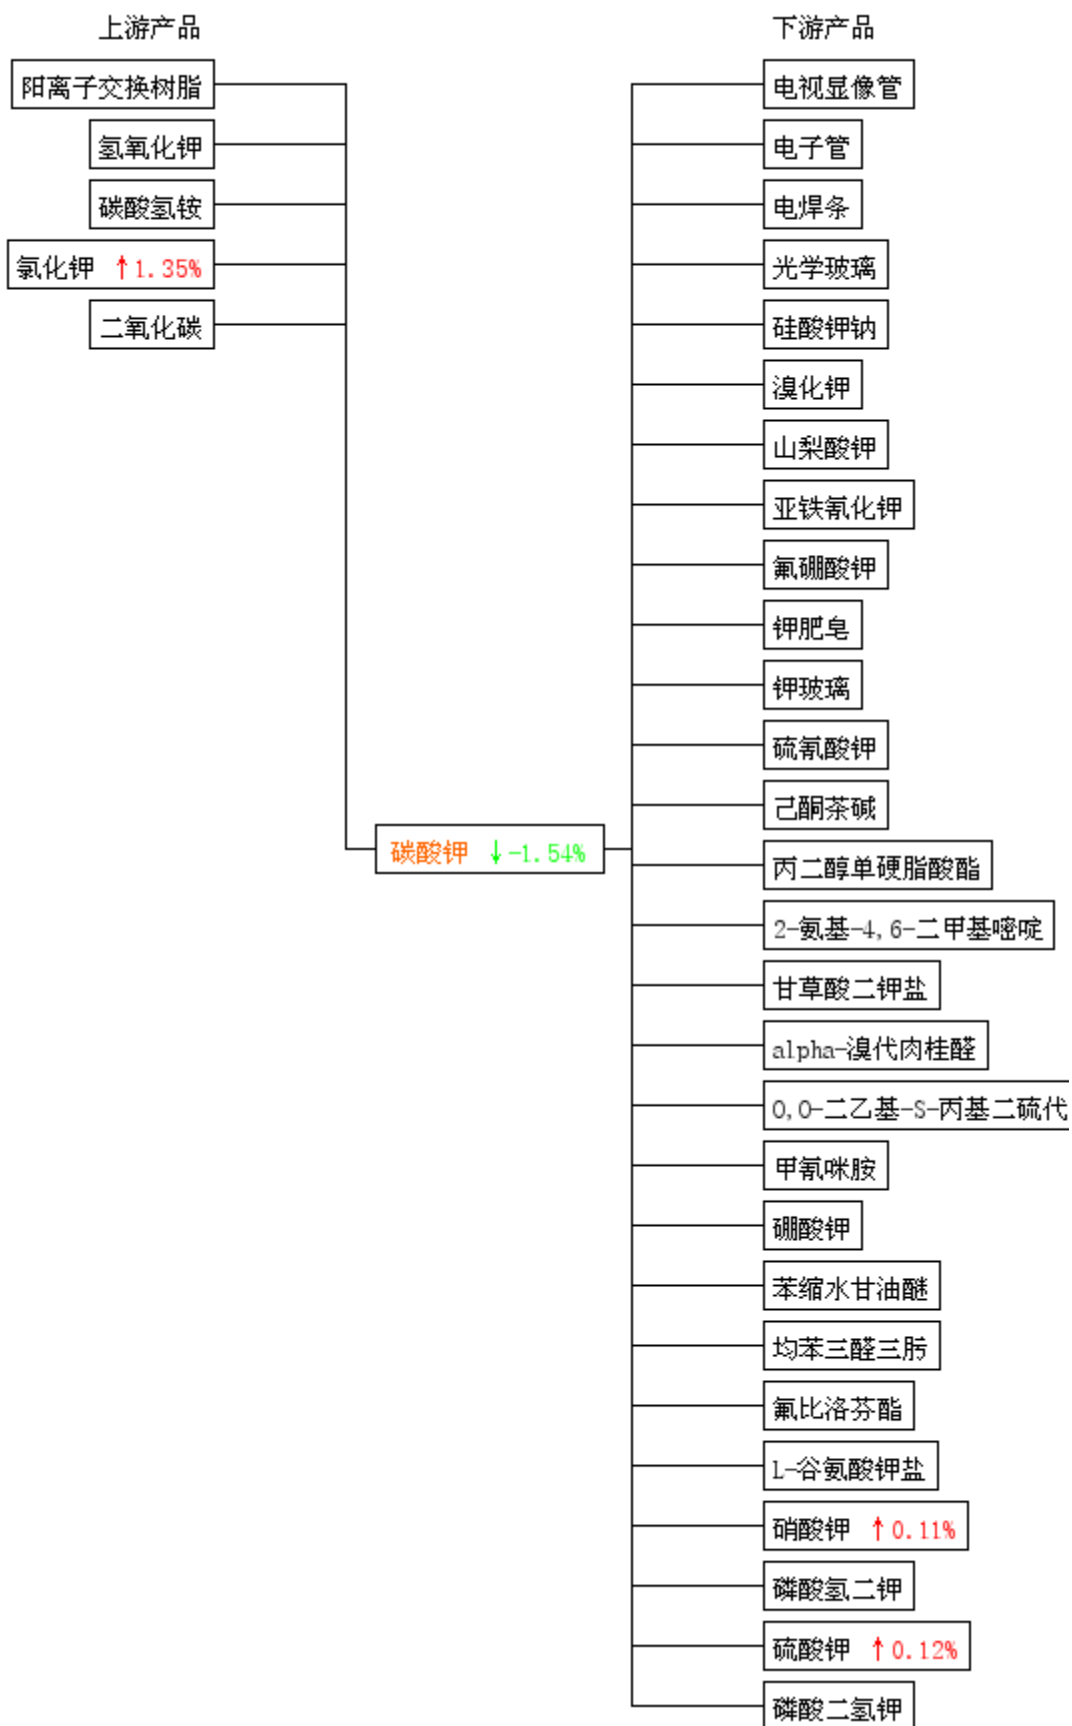 上游产品
下游产品
阳离子交换树脂
氢氧化钾
碳酸氢铵
氯化钾 ↑1.35%
二氧化碳
碳酸钾 ↓-1.54%
电视显像管
电子管
电焊条
光学玻璃
硅酸钾钠
溴化钾
山梨酸钾
亚铁氰化钾
氟硼酸钾
钾肥皂
钾玻璃
硫氰酸钾
己酮茶碱
丙二醇单硬脂酸酯
2-氨基-4,6-二甲基嘧啶
甘草酸二钾盐
alpha-溴代肉桂醛
O,O-二乙基-S-丙基二硫代
甲氰咪胺
硼酸钾
苯缩水甘油醚
均苯三醛三肟
氟比洛芬酯
L-谷氨酸钾盐
硝酸钾 ↑0.11%
磷酸氢二钾
硫酸钾 ↑0.12%
磷酸二氢钾